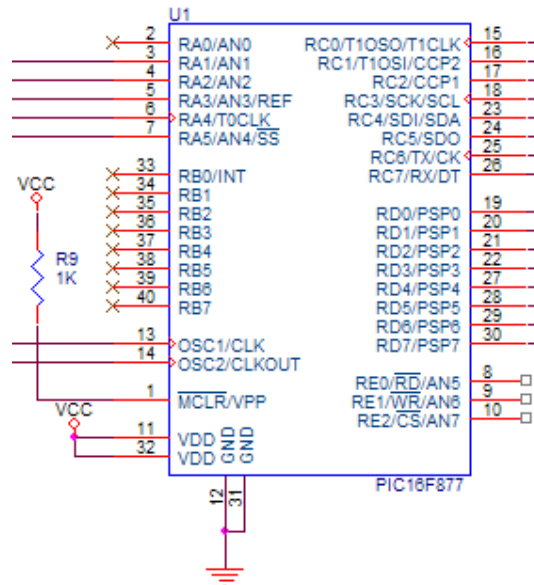 U1
2 RA0/AN0
3 RA1/AN1
4 RA2/AN2
5 RA3/AN3/REF
6 RA4/T0CLK
7 RA5/AN4/SS
33 RB0/INT
34 RB1
35 RB2
36 RB3
37 RB4
38 RB5
39 RB6
40 RB7
13 OSC1/CLK
14 OSC2/CLKOUT
1 MCLR/VPP
11 VDD
32 VDD
GND
GND
12
31
RC0/T1OSO/T1CLK 15
RC1/T1OSI/CCP2 16
RC2/CCP1 17
RC3/SCK/SCL 18
RC4/SDI/SDA 23
RC5/SDO 24
RC6/TX/CK 25
RC7/RX/DT 26
RD0/PSP0 19
RD1/PSP1 20
RD2/PSP2 21
RD3/PSP3 22
RD4/PSP4 27
RD5/PSP5 28
RD6/PSP6 29
RD7/PSP7 30
RE0/RD/AN5 8
RE1/WR/AN6 9
RE2/CS/AN7 10
VCC
R9
1K
VCC
PIC16F877